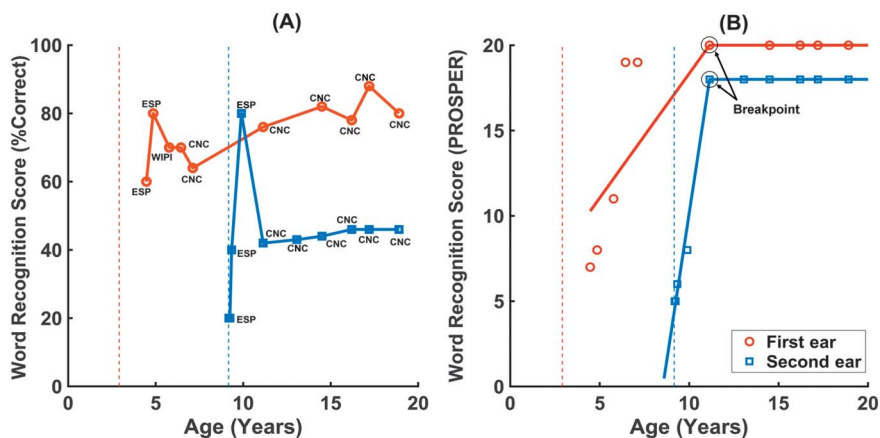 (A)
Word Recognition Score (%Correct)
100
80
60
40
20
0
ESP
ESP
WIPI
CNC
CNC
ESP
CNC
CNC
CNC
CNC
CNC
ESP
ESP
CNC
CNC
CNC
CNC
CNC
CNC
0 5 10 15 20
Age (Years)
(B)
Word Recognition Score (PROSPER)
20
15
10
5
0
Breakpoint
First ear
Second ear
0 5 10 15 20
Age (Years)